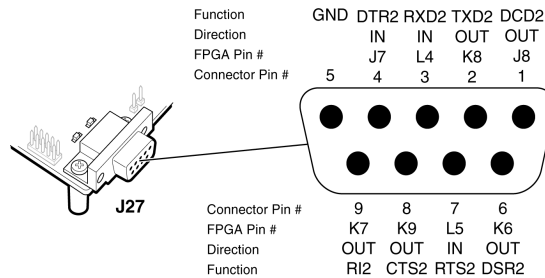 Function GND DTR2 RXD2 TXD2 DCD2
Direction IN IN OUT OUT
FPGA Pin # J7 L4 K8 J8
Connector Pin # 5 4 3 2 1
J27
Connector Pin # 9 8 7 6
FPGA Pin # K7 K9 L5 K6
Direction OUT OUT IN OUT
Function RI2 CTS2 RTS2 DSR2